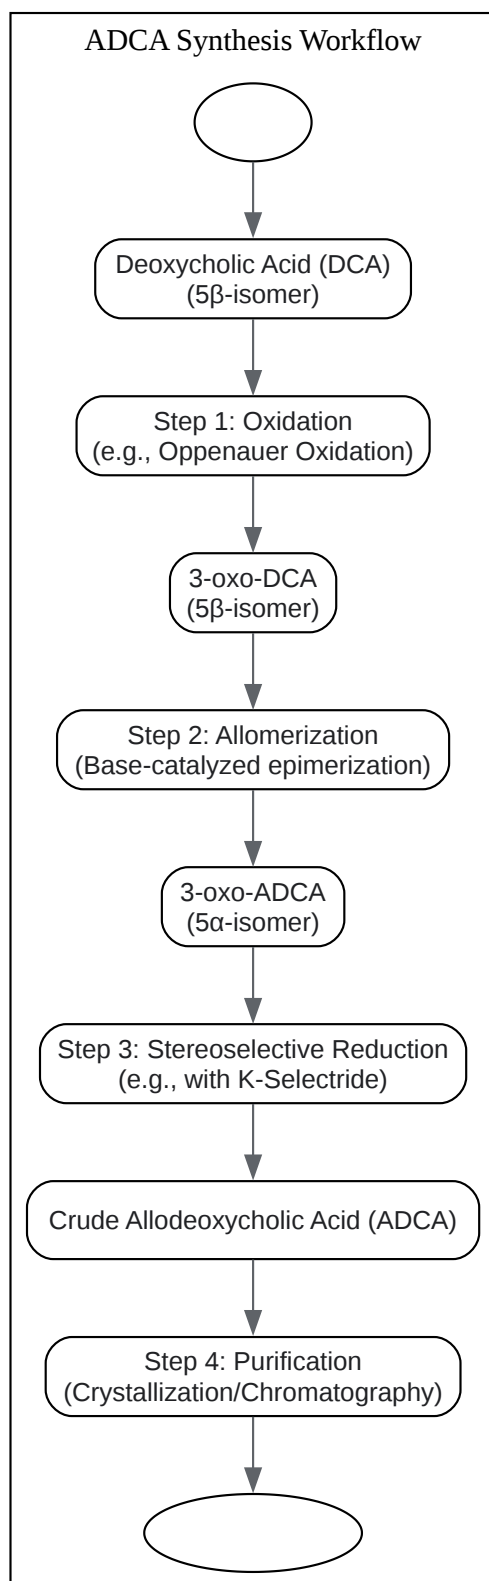 ADCA Synthesis Workflow
Deoxycholic Acid (DCA)
(5β-isomer)
Step 1: Oxidation
(e.g., Oppenauer Oxidation)
3-oxo-DCA
(5β-isomer)
Step 2: Allomerization
(Base-catalyzed epimerization)
3-oxo-ADCA
(5α-isomer)
Step 3: Stereoselective Reduction
(e.g., with K-Selectride)
Crude Allodeoxycholic Acid (ADCA)
Step 4: Purification
(Crystallization/Chromatography)